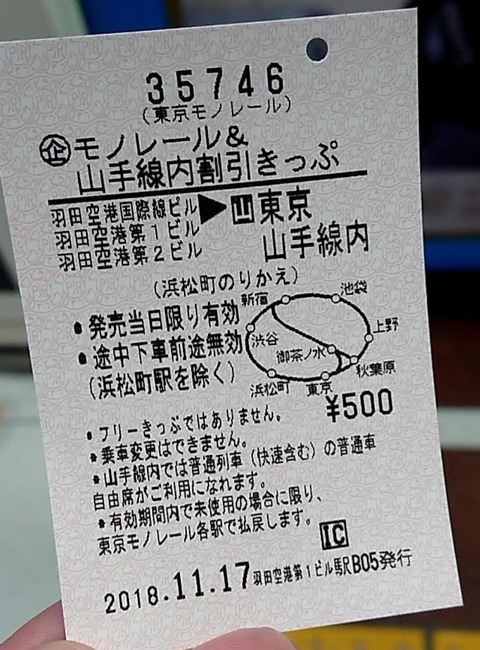 35746
(東京モノレール)
㊭モノレール&
山手線内割引きっぷ
羽田空港国際線ビル▶山東京
羽田空港第1ビル 山手線内
羽田空港第2ビル
(浜松町のりかえ)
・発売当日限り有効
・途中下車前途無効
(浜松町駅を除く)
新宿
池袋
渋谷
上野
御茶ノ水
秋葉原
浜松町
東京
¥500
・フリーきっぷではありません。
・乗車変更はできません。
・山手線内では普通列車(快速含む)の普通車
自由席がご利用になれます。
・有効期間内で未使用の場合に限り、
東京モノレール各駅で払戻します。
IC
2018.11.17羽田空港第1ビル駅B05発行